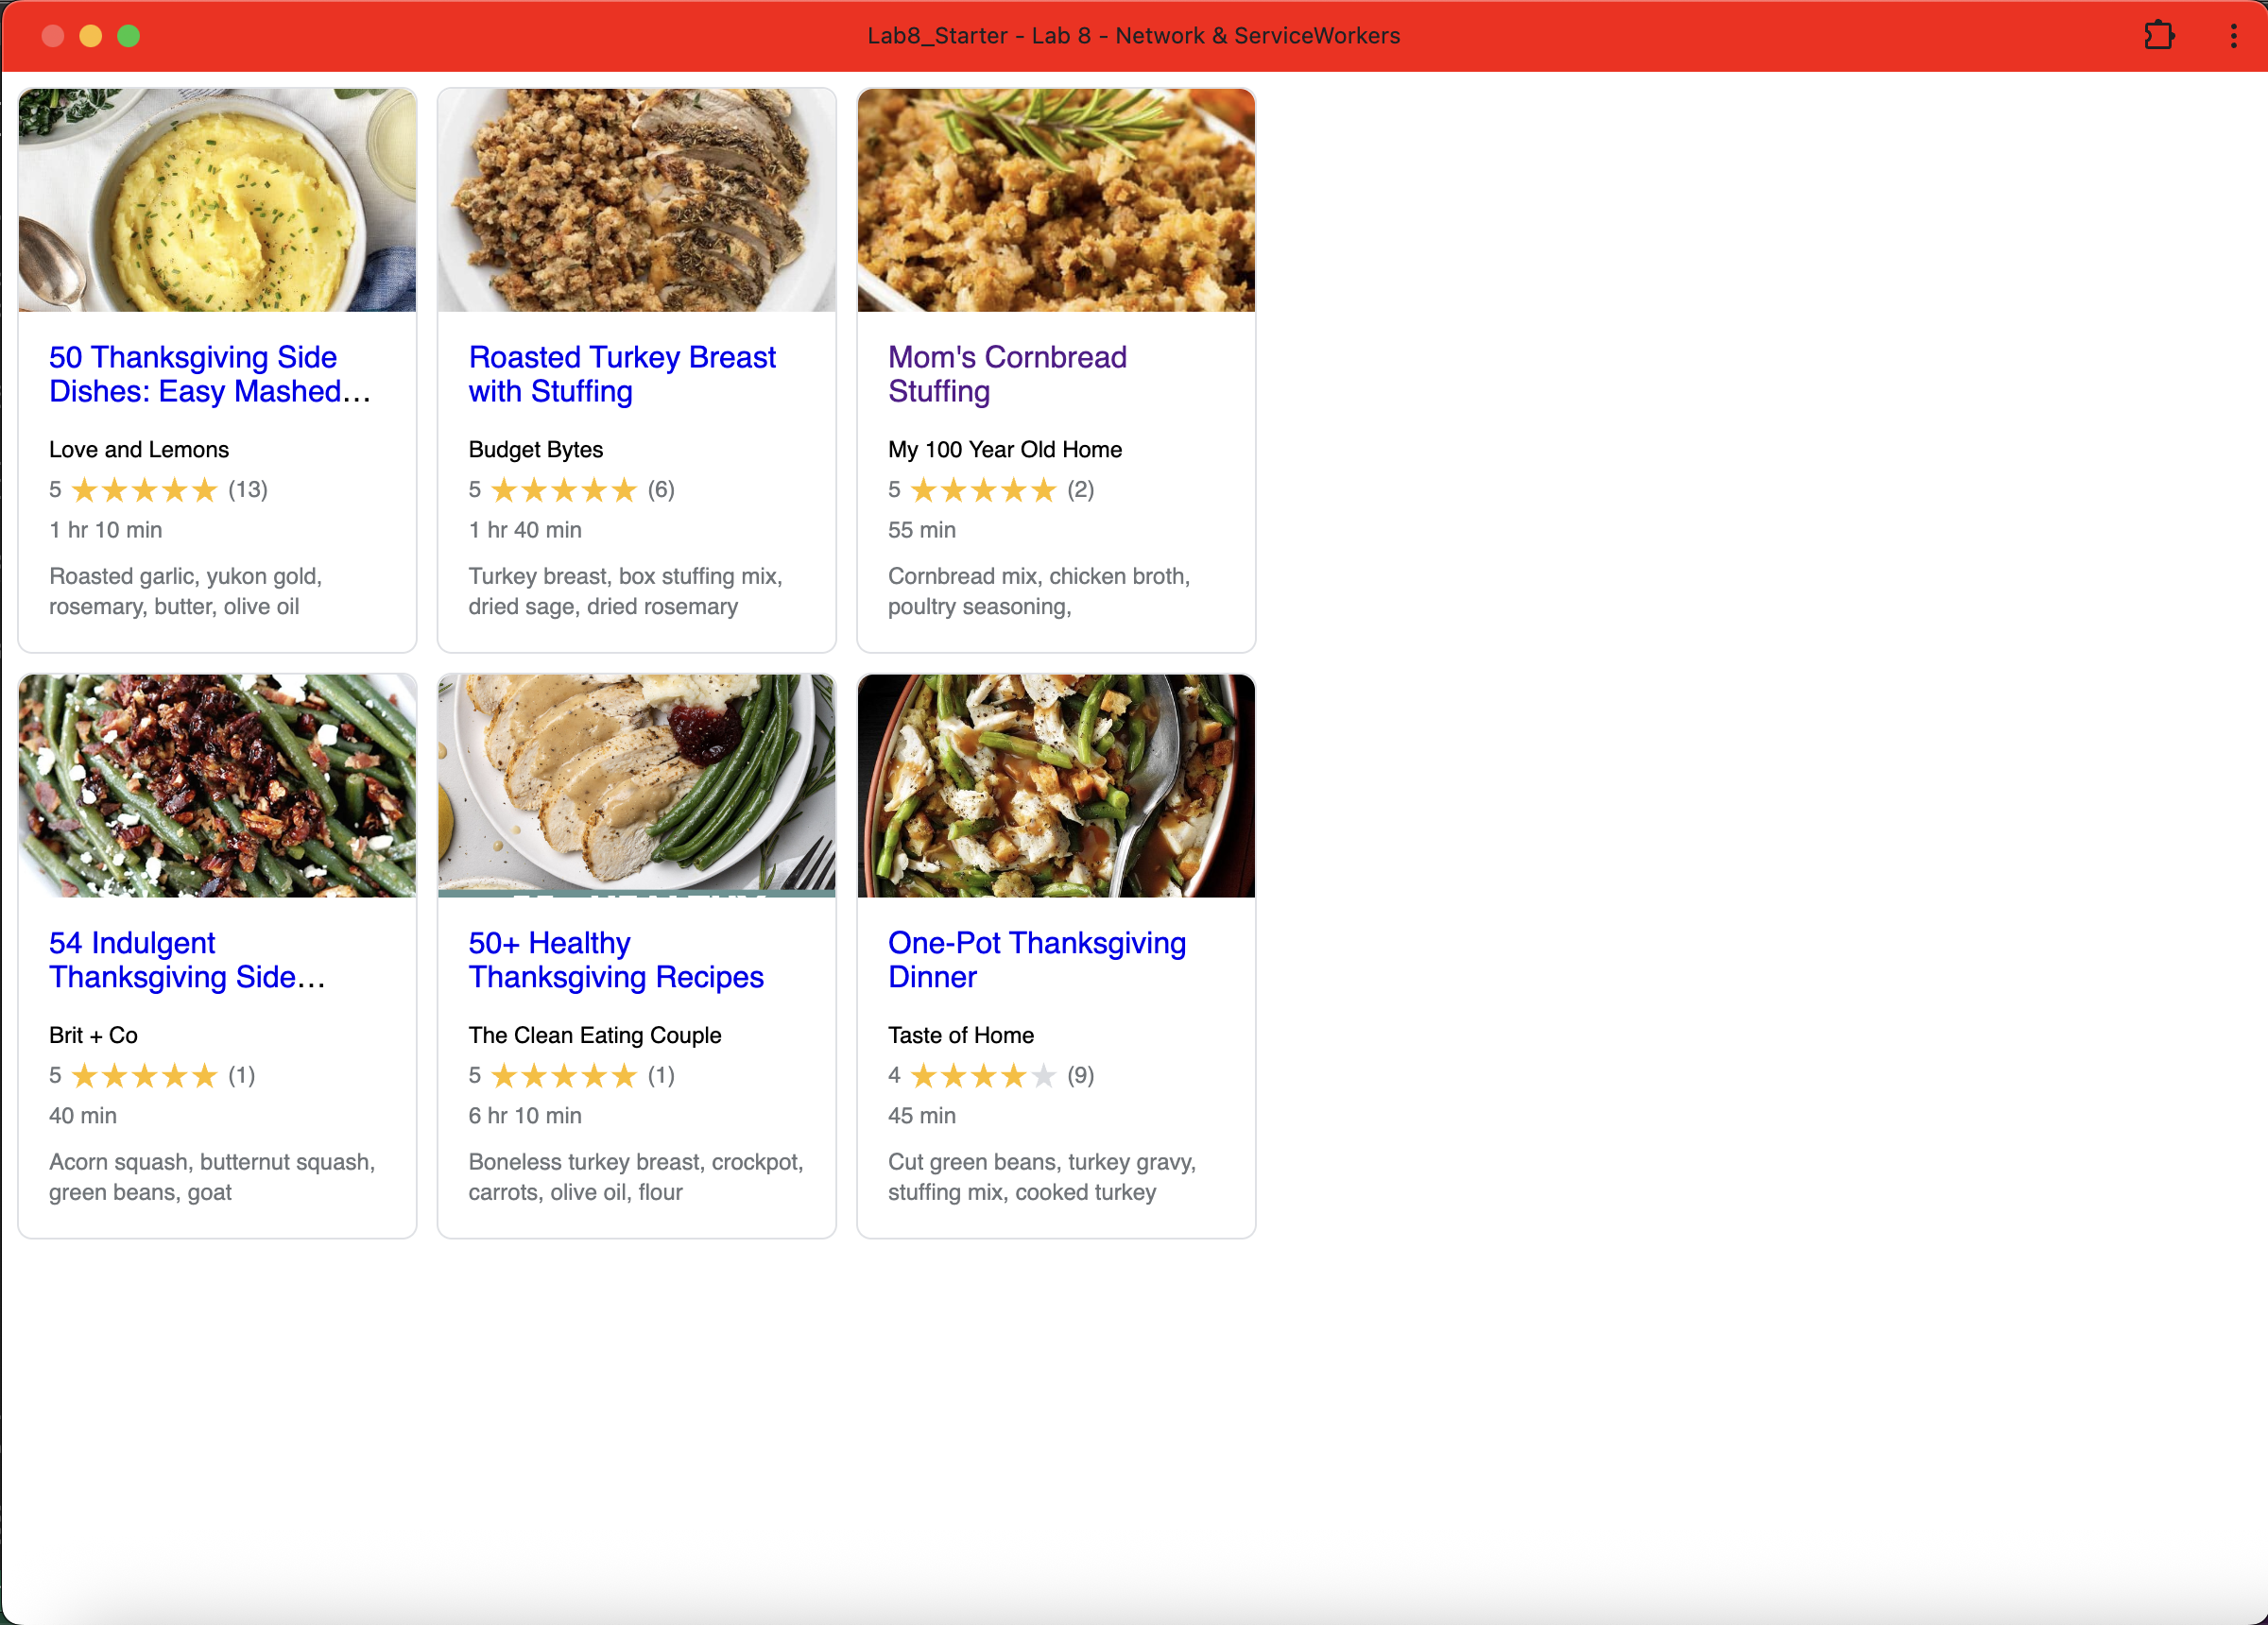 Lab8_Starter - Lab 8 - Network & ServiceWorkers
50 Thanksgiving Side
Dishes: Easy Mashed…
Love and Lemons
5 ★★★★★ (13)
1 hr 10 min
Roasted garlic, yukon gold,
rosemary, butter, olive oil
Roasted Turkey Breast
with Stuffing
Budget Bytes
5 ★★★★★ (6)
1 hr 40 min
Turkey breast, box stuffing mix,
dried sage, dried rosemary
Mom's Cornbread
Stuffing
My 100 Year Old Home
5 ★★★★★ (2)
55 min
Cornbread mix, chicken broth,
poultry seasoning,
54 Indulgent
Thanksgiving Side…
Brit + Co
5 ★★★★★ (1)
40 min
Acorn squash, butternut squash,
green beans, goat
50+ Healthy
Thanksgiving Recipes
The Clean Eating Couple
5 ★★★★★ (1)
6 hr 10 min
Boneless turkey breast, crockpot,
carrots, olive oil, flour
One-Pot Thanksgiving
Dinner
Taste of Home
4 ★★★★★ (9)
45 min
Cut green beans, turkey gravy,
stuffing mix, cooked turkey